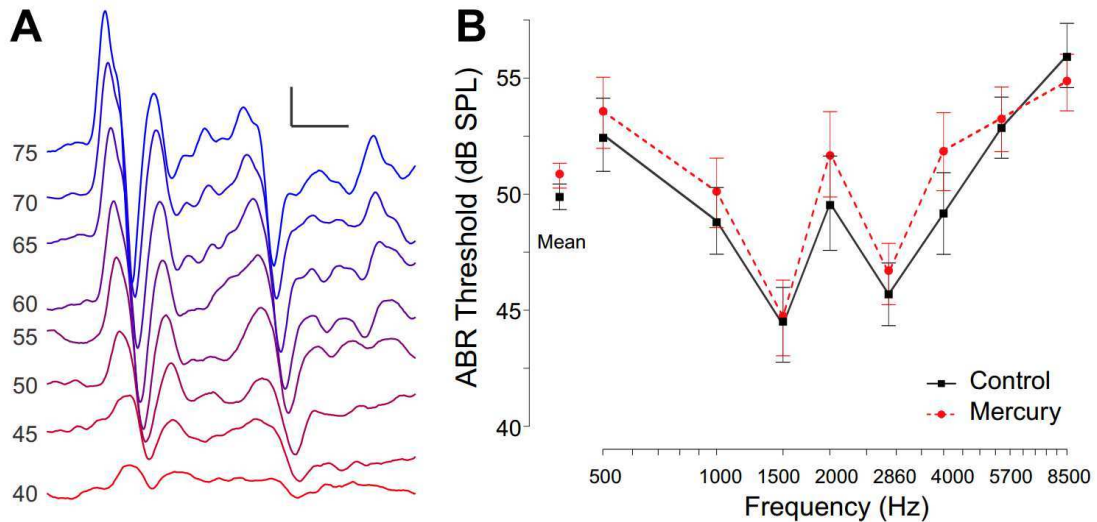 A
75
70
65
60
55
50
45
40
B
ABR Threshold (dB SPL)
55
50
45
40
Mean
Control
Mercury
500 1000 1500 2000 2860 4000 5700 8500
Frequency (Hz)